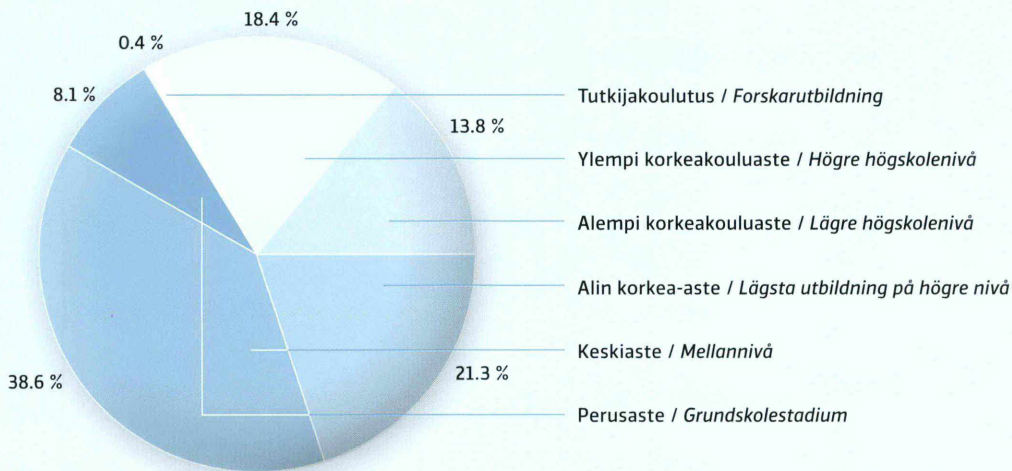 18.4 %
0.4 %
8.1 %
13.8 %
38.6 %
21.3 %
Tutkijakoulutus / Forskarutbildning
Ylempi korkeakouluaste / Högre högskolenivå
Alempi korkeakouluaste / Lägre högskolenivå
Alin korkea-aste / Lägsta utbildning på högre nivå
Keskiaste / Mellannivå
Perusaste / Grundskolestadium